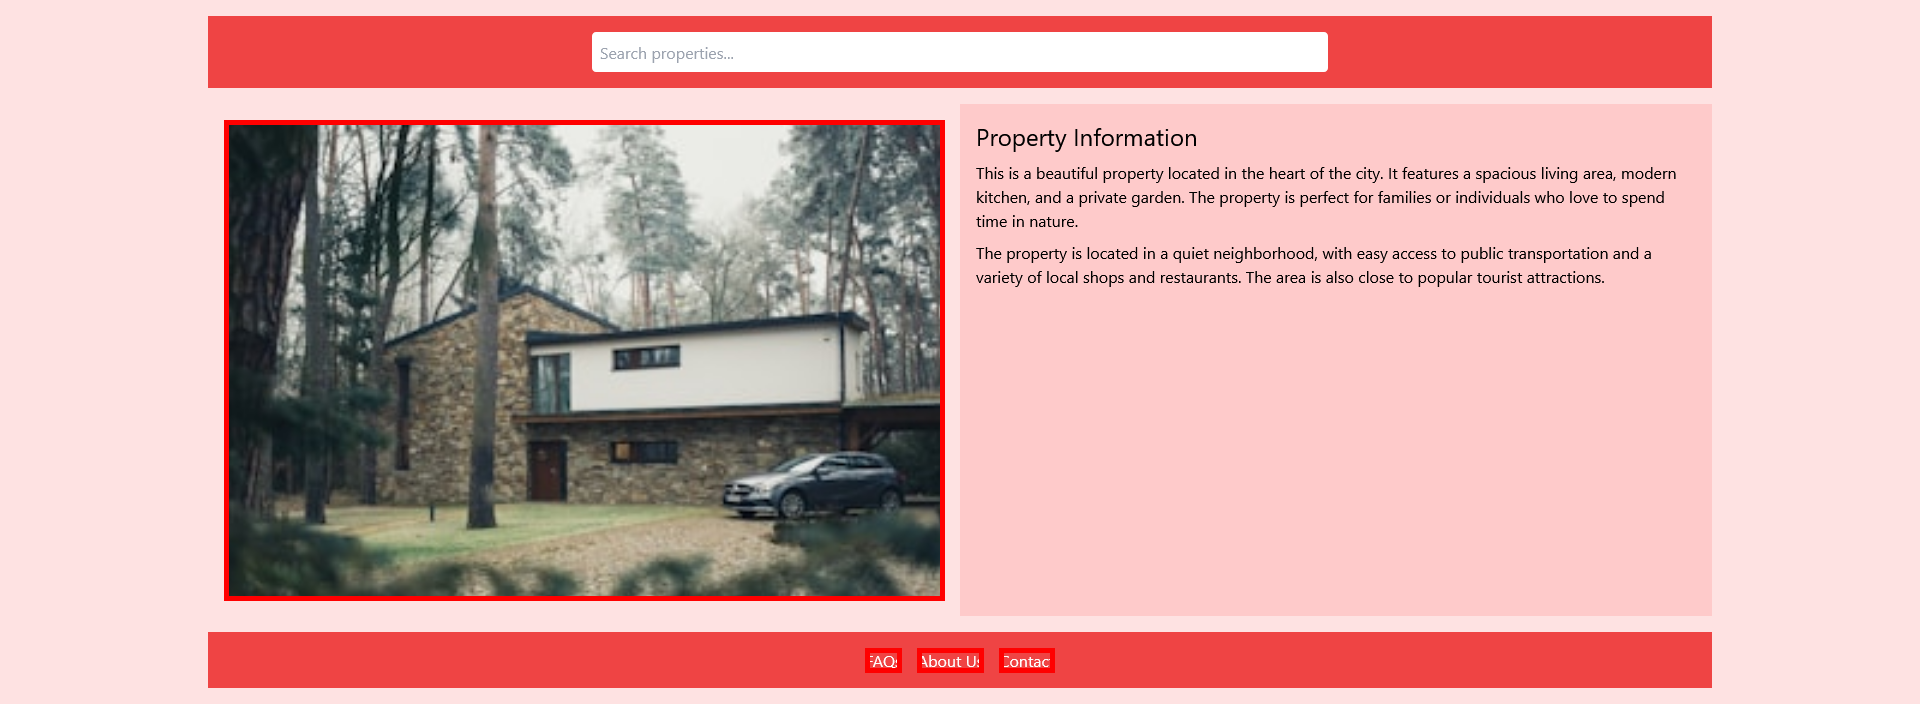 Search properties...
Property Information
This is a beautiful property located in the heart of the city. It features a spacious living area, modern
kitchen, and a private garden. The property is perfect for families or individuals who love to spend
time in nature.
The property is located in a quiet neighborhood, with easy access to public transportation and a
variety of local shops and restaurants. The area is also close to popular tourist attractions.
FAQs About Us Contact